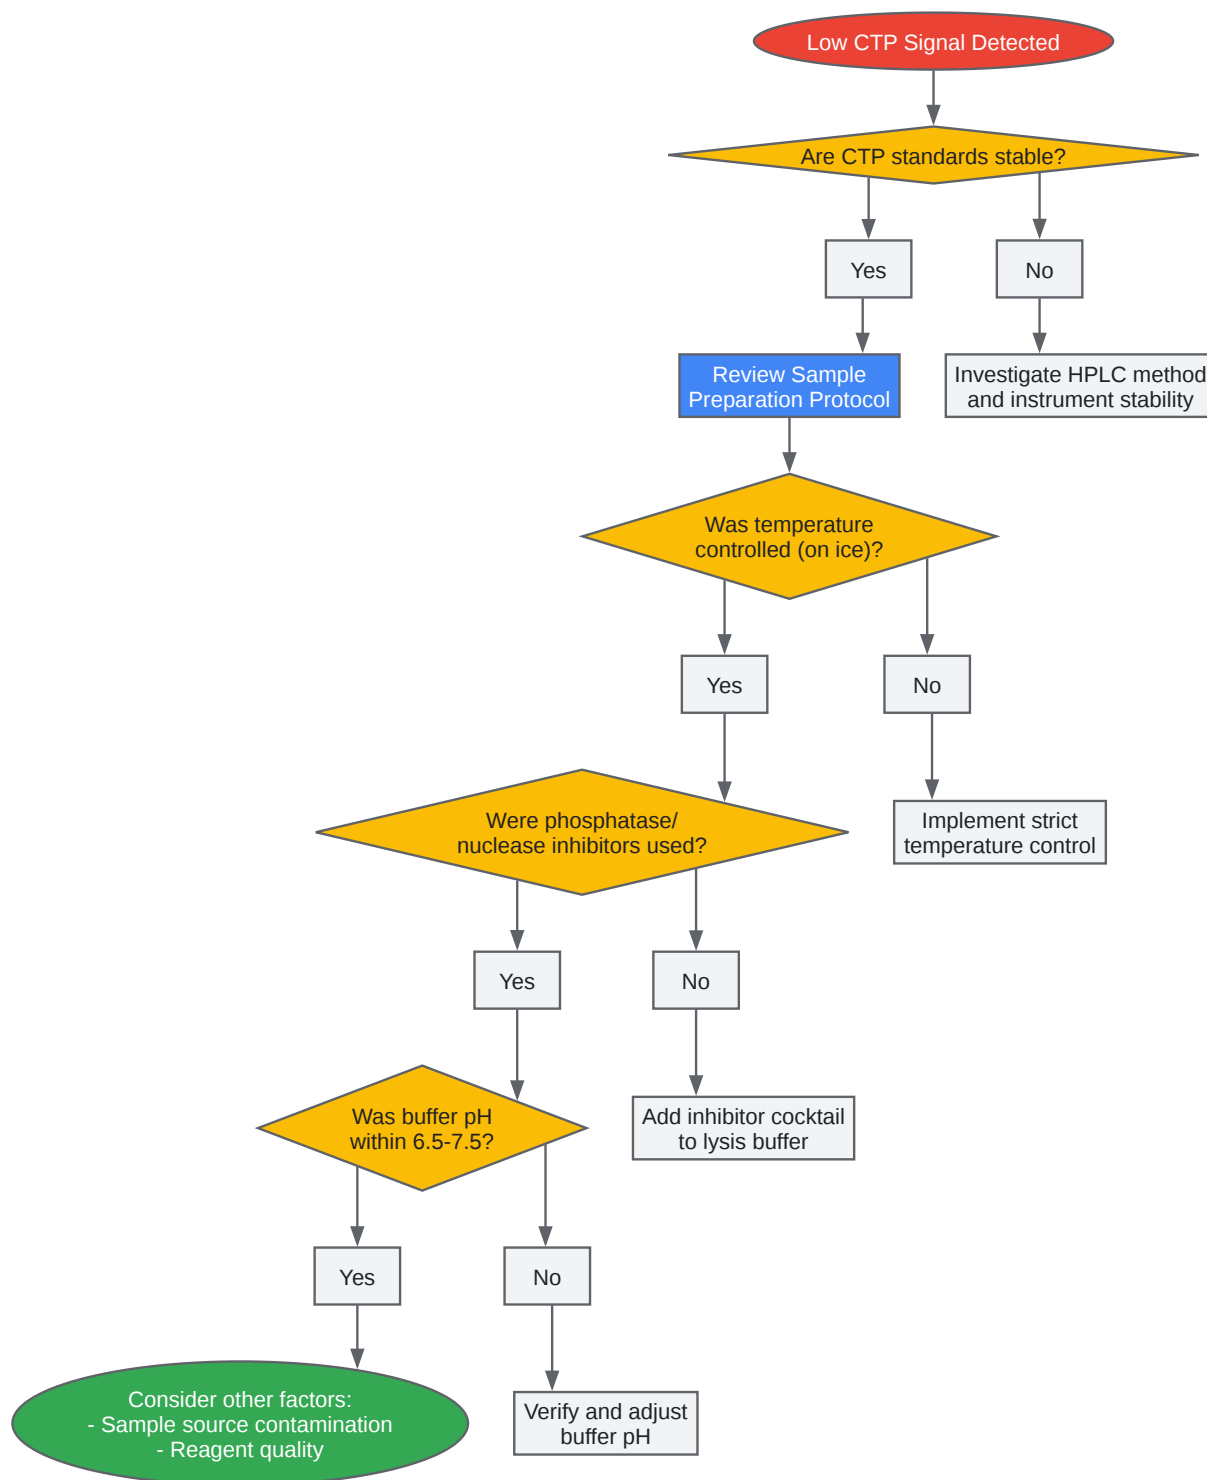 Low CTP Signal Detected
Are CTP standards stable?
Yes
No
Review Sample
Preparation Protocol
Investigate HPLC method
and instrument stability
Was temperature
controlled (on ice)?
Yes
No
Implement strict
temperature control
Were phosphatase/
nuclease inhibitors used?
Yes
No
Add inhibitor cocktail
to lysis buffer
Was buffer pH
within 6.5-7.5?
Yes
No
Consider other factors:
- Sample source contamination
- Reagent quality
Verify and adjust
buffer pH